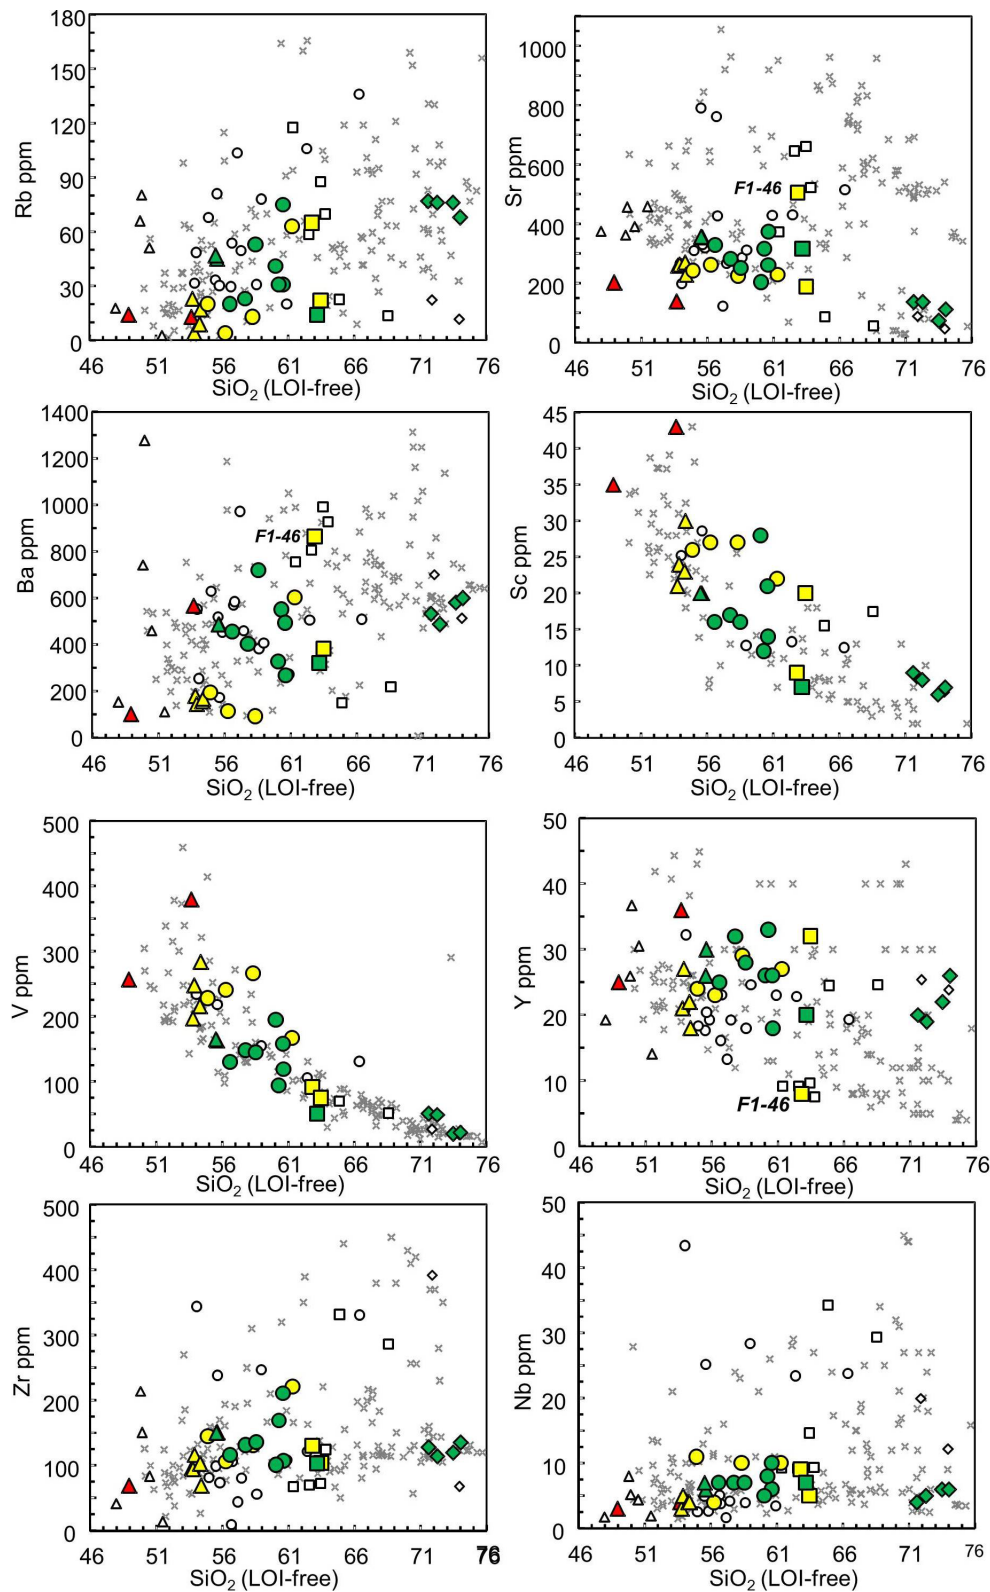 180
150
120
90
60
30
0
Rb ppm
46 51 56 61 66 71 76
SiO2 (LOI-free)
1000
800
600
400
200
0
Sr ppm
F1-46
46 51 56 61 66 71 76
SiO2 (LOI-free)
1400
1200
1000
800
600
400
200
0
Ba ppm
F1-46
46 51 56 61 66 71 76
SiO2 (LOI-free)
45
40
35
30
25
20
15
10
5
0
Sc ppm
46 51 56 61 66 71 76
SiO2 (LOI-free)
500
400
300
200
100
0
V ppm
46 51 56 61 66 71 76
SiO2 (LOI-free)
50
40
30
20
10
0
Y ppm
F1-46
46 51 56 61 66 71 76
SiO2 (LOI-free)
500
400
300
200
100
0
Zr ppm
46 51 56 61 66 71 76
SiO2 (LOI-free)
50
40
30
20
10
0
Nb ppm
46 51 56 61 66 71 76
SiO2 (LOI-free)